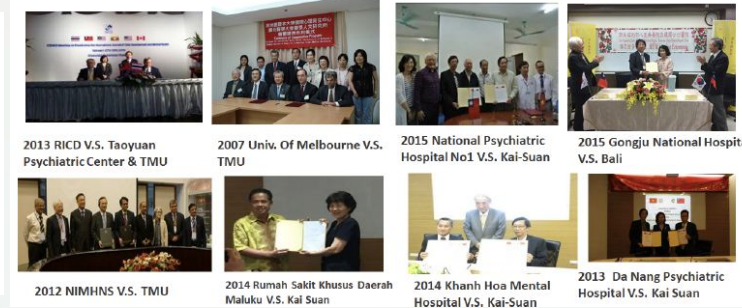 2013 RICD V.S. Taoyuan
Psychiatric Center & TMU
2007 Univ. Of Melbourne V.S.
TMU
2015 National Psychiatric
Hospital No1 V.S. Kai-Suan
2015 Gongju National Hospita
V.S. Bali
2012 NIMHNS V.S. TMU
2014 Rumah Sakit Khusus Daerah
Maluku V.S. Kai Suan
2014 Khanh Hoa Mental
Hospital V.S. Kai-Suan
2013 Da Nang Psychiatric
Hospital V.S. Kai Suan